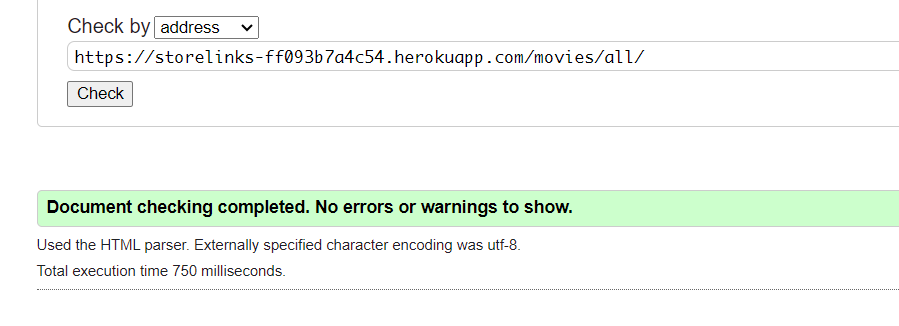 Check by address
https://storelinks-ff093b7a4c54.herokuapp.com/movies/all/
Check
Document checking completed. No errors or warnings to show.
Used the HTML parser. Externally specified character encoding was utf-8.
Total execution time 750 milliseconds.